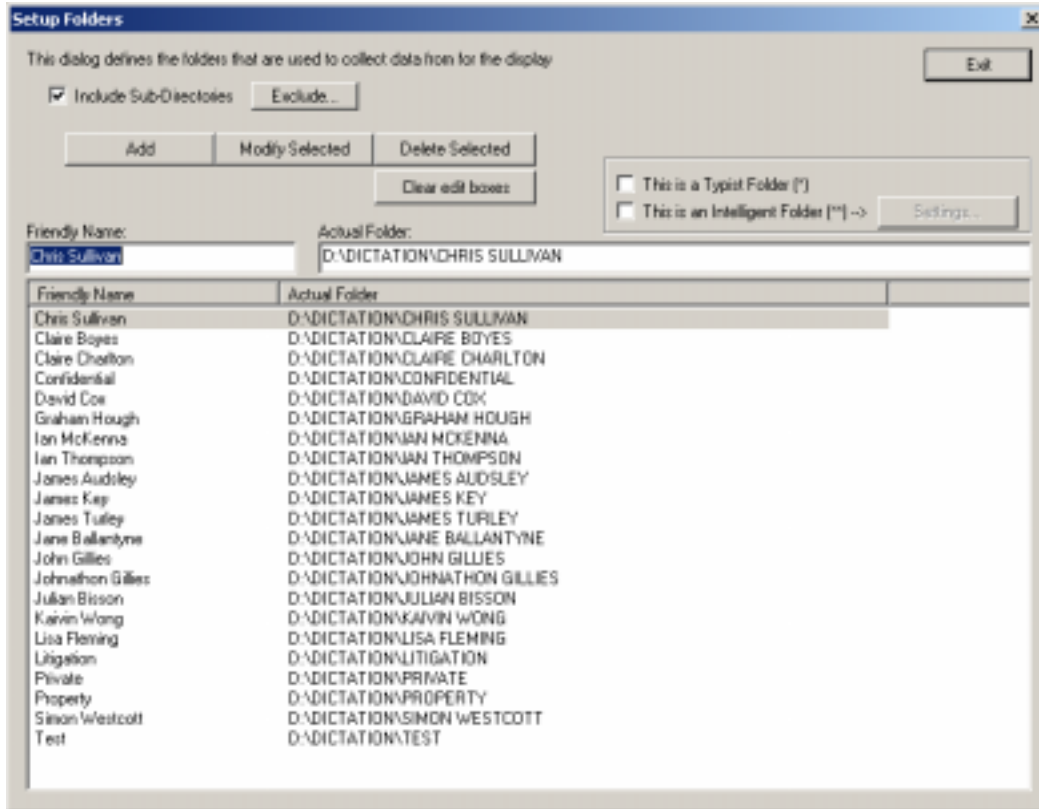 Setup Folders
This dialog defines the folders that are used to collect data from for the display
Exit
Include Sub-Directories Exclude...
Add Modify Selected Delete Selected
Clear edit boxes
This is a Typist Folder (*)
This is an Intelligent Folder (**) --> Settings...
Friendly Name: Actual Folder:
Chris Sullivan D:\DICTATION\CHRIS SULLIVAN
Friendly Name Actual Folder
Chris Sullivan D:\DICTATION\CHRIS SULLIVAN
Claire Boyes D:\DICTATION\CLAIRE BOYES
Claire Charlton D:\DICTATION\CLAIRE CHARLTON
Confidential D:\DICTATION\CONFIDENTIAL
David Cox D:\DICTATION\DAVID COX
Graham Hough D:\DICTATION\GRAHAM HOUGH
Ian McKenna D:\DICTATION\IAN MCKENNA
Ian Thompson D:\DICTATION\IAN THOMPSON
James Audsley D:\DICTATION\JAMES AUDSLEY
James Key D:\DICTATION\JAMES KEY
James Turley D:\DICTATION\JAMES TURLEY
Jane Ballantyne D:\DICTATION\JANE BALLANTYNE
John Gillies D:\DICTATION\JOHN GILLIES
Johnathon Gillies D:\DICTATION\JOHNATHON GILLIES
Julian Bisson D:\DICTATION\JULIAN BISSON
Kaivin Wong D:\DICTATION\KAIVIN WONG
Lisa Fleming D:\DICTATION\LISA FLEMING
Litigation D:\DICTATION\LITIGATION
Private D:\DICTATION\PRIVATE
Property D:\DICTATION\PROPERTY
Simon Westcott D:\DICTATION\SIMON WESTCOTT
Test D:\DICTATION\TEST